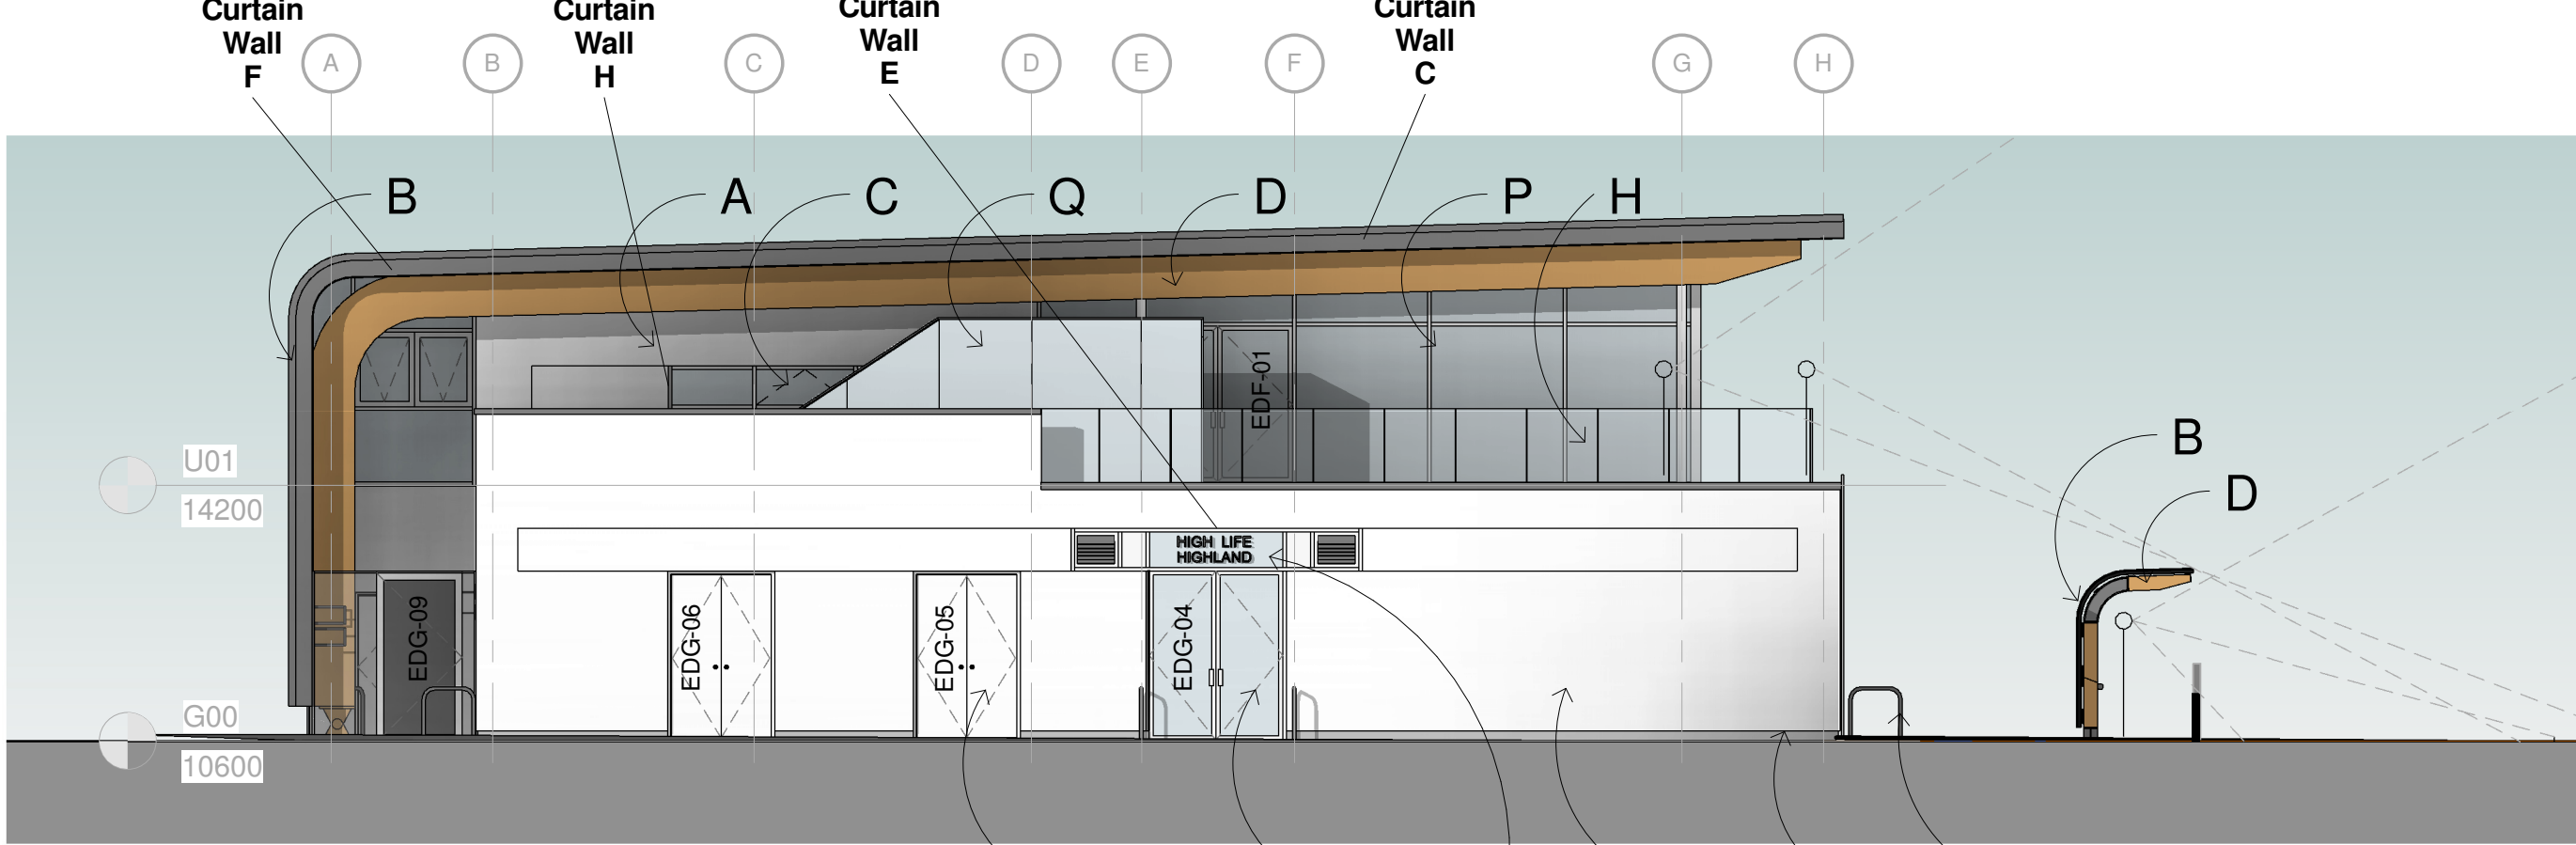 Curtain
Wall
F
Curtain
Wall
H
Curtain
Wall
E
Curtain
Wall
C
A
B
C
D
E
F
G
H
B
A
C
Q
D
P
H
EDF-01
B
U01
D
14200
HIGH LIFE
HIGHLAND
EDG-09
EDG-06
EDG-05
EDG-04
G00
10600